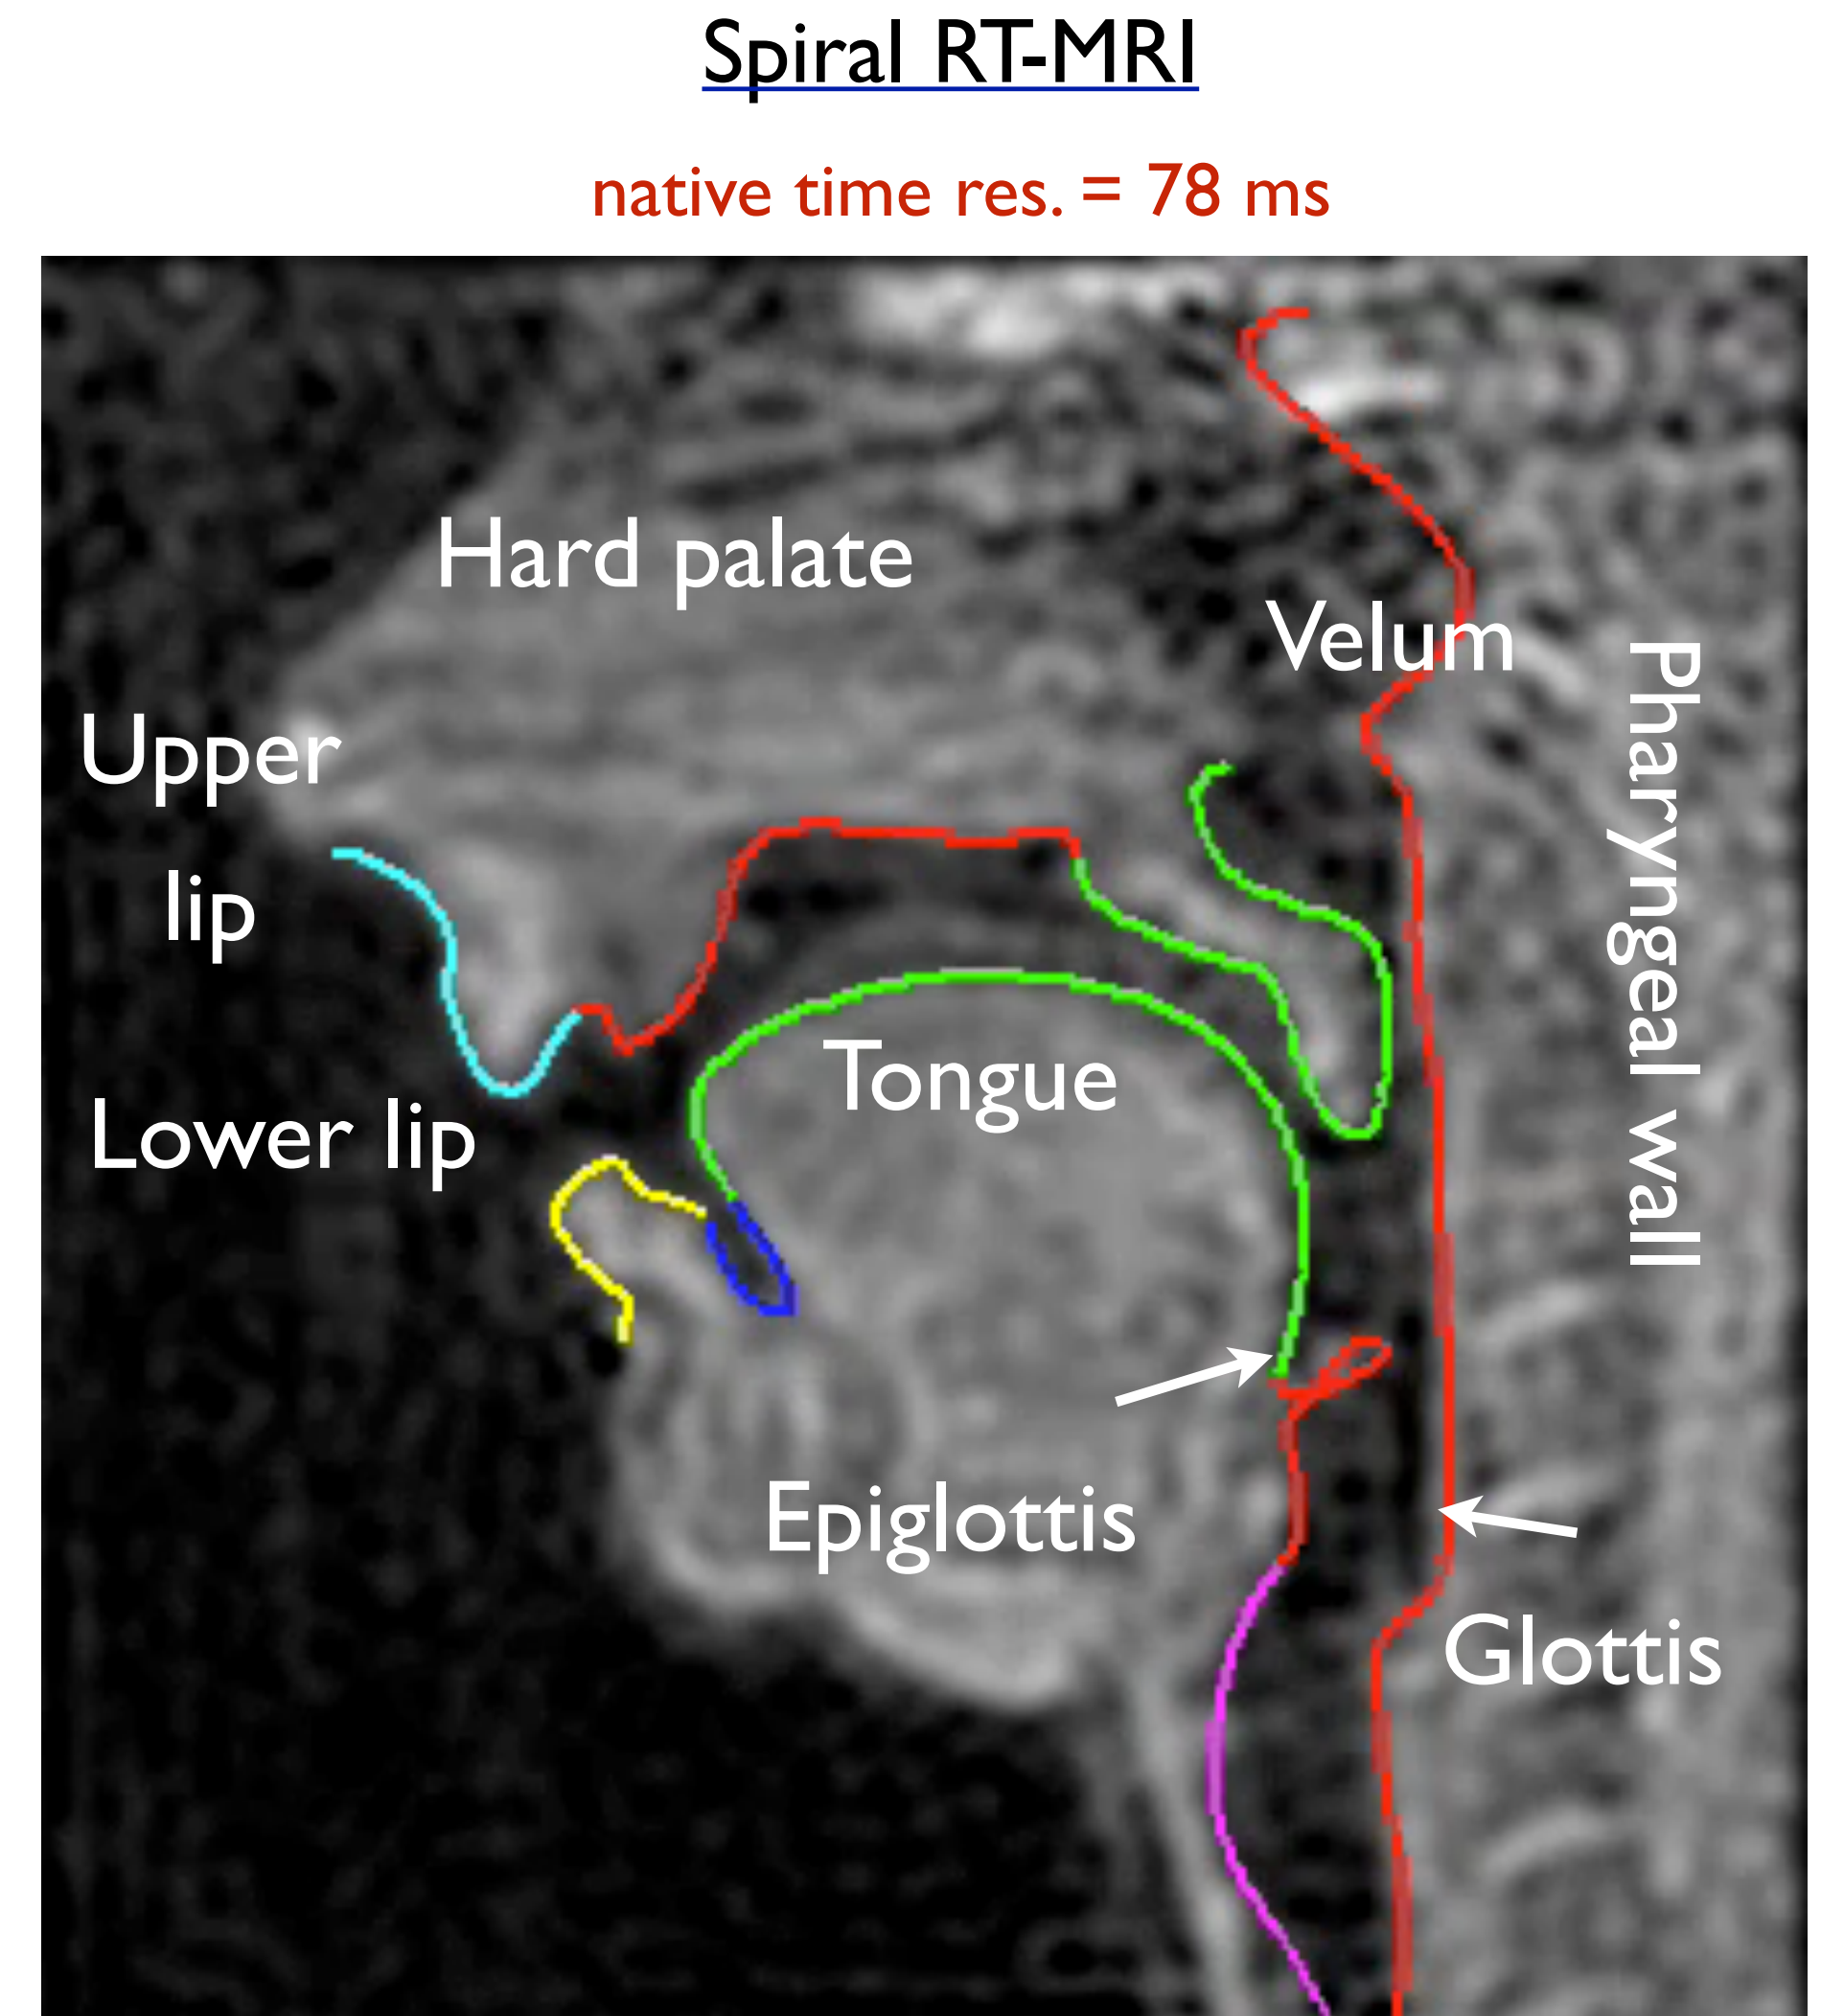 Spiral RT-MRI
native time res. = 78 ms
Hard palate
Velum
Pharyngeal wall
Upper
lip
Tongue
Lower lip
Epiglottis
Glottis